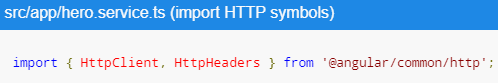 src/app/hero.service.ts (import HTTP symbols)
import { HttpClient, HttpHeaders } from '@angular/common/http';